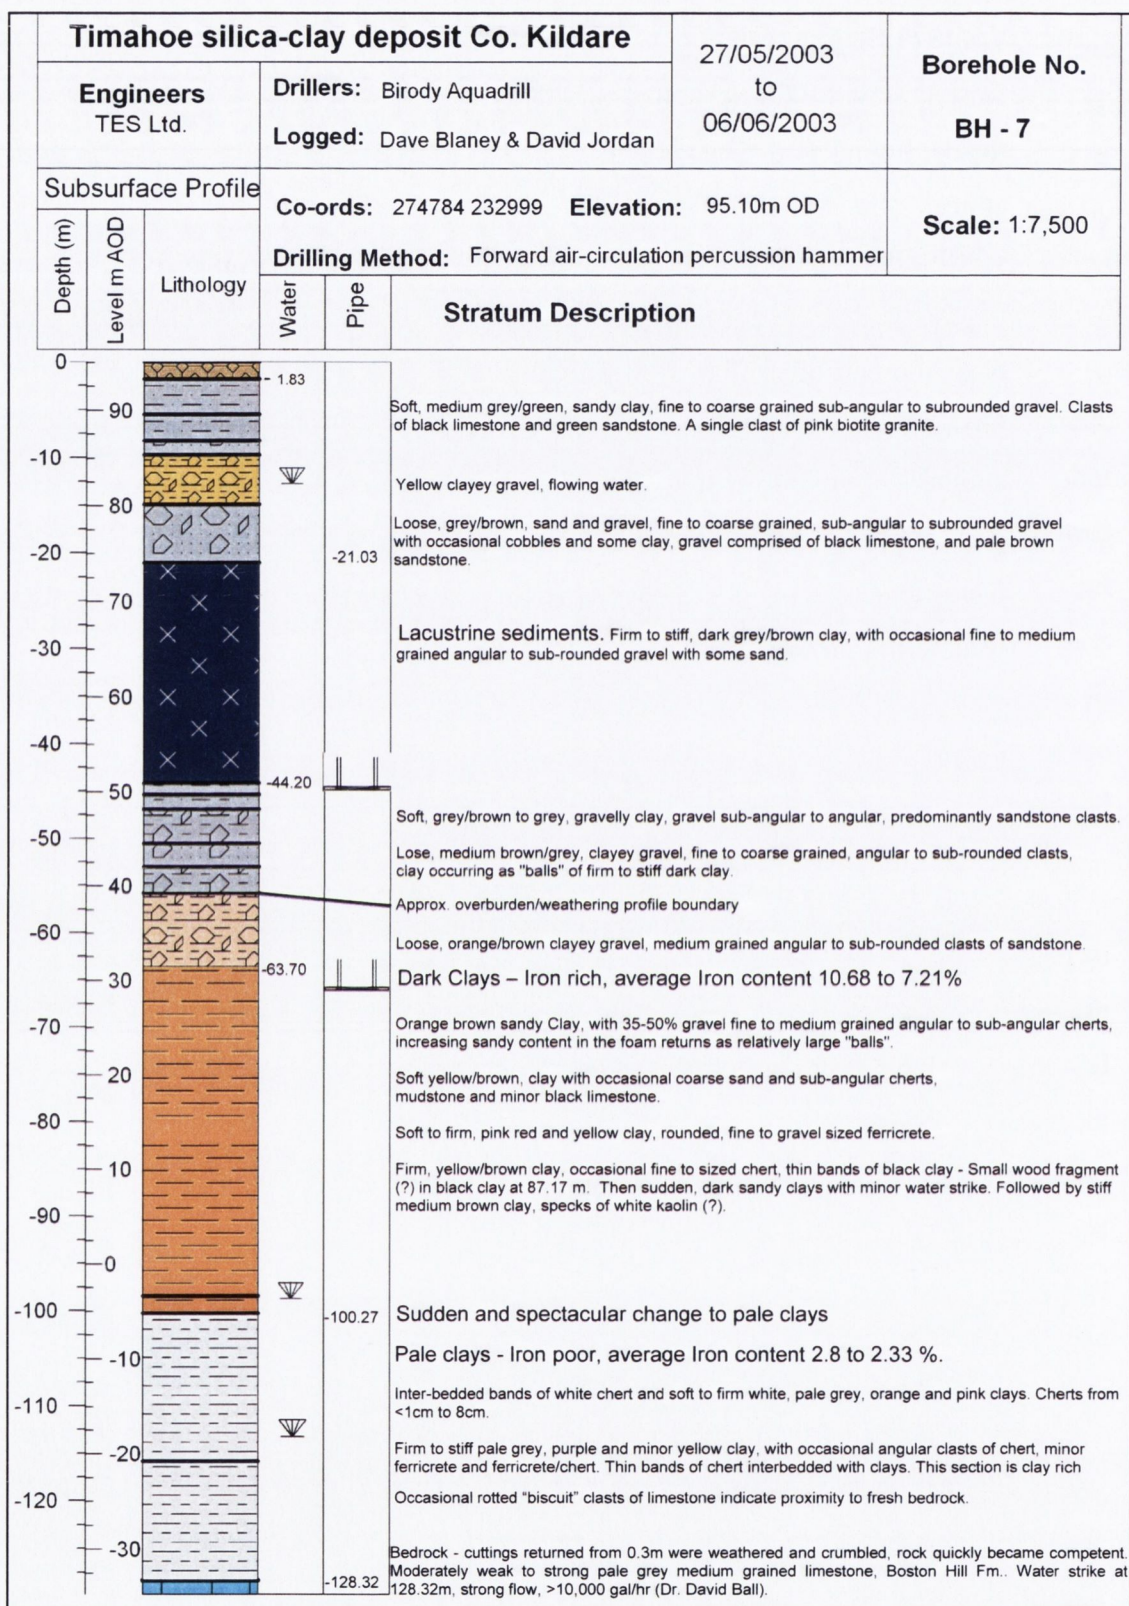 Timahoe silica-clay deposit Co. Kildare
27/05/2003
to
06/06/2003
Borehole No.
BH - 7
Engineers
TES Ltd.
Drillers: Birody Aquadrill
Logged: Dave Blaney & David Jordan
Subsurface Profile
Co-ords: 274784 232999 Elevation: 95.10m OD
Drilling Method: Forward air-circulation percussion hammer
Scale: 1:7,500
Depth (m)
Level m AOD
Lithology
Water
Pipe
Stratum Description
0
- 1.83
90
Soft, medium grey/green, sandy clay, fine to coarse grained sub-angular to subrounded gravel. Clasts
of black limestone and green sandstone. A single clast of pink biotite granite.
-10
Yellow clayey gravel, flowing water.
80
Loose, grey/brown, sand and gravel, fine to coarse grained, sub-angular to subrounded gravel
with occasional cobbles and some clay, gravel comprised of black limestone, and pale brown
sandstone.
-20
-21.03
70
Lacustrine sediments. Firm to stiff, dark grey/brown clay, with occasional fine to medium
grained angular to sub-rounded gravel with some sand.
-30
60
-40
-44.20
50
Soft, grey/brown to grey, gravelly clay, gravel sub-angular to angular, predominantly sandstone clasts.
-50
Lose, medium brown/grey, clayey gravel, fine to coarse grained, angular to sub-rounded clasts,
clay occurring as "balls" of firm to stiff dark clay.
40
Approx. overburden/weathering profile boundary
-60
Loose, orange/brown clayey gravel, medium grained angular to sub-rounded clasts of sandstone.
-63.70
30
Dark Clays – Iron rich, average Iron content 10.68 to 7.21%
-70
Orange brown sandy Clay, with 35-50% gravel fine to medium grained angular to sub-angular cherts,
increasing sandy content in the foam returns as relatively large "balls".
20
Soft yellow/brown, clay with occasional coarse sand and sub-angular cherts,
mudstone and minor black limestone.
-80
Soft to firm, pink red and yellow clay, rounded, fine to gravel sized ferricrete.
10
Firm, yellow/brown clay, occasional fine to sized chert, thin bands of black clay - Small wood fragment
(?) in black clay at 87.17 m. Then sudden, dark sandy clays with minor water strike. Followed by stiff
medium brown clay, specks of white kaolin (?).
-90
0
-100
-100.27
Sudden and spectacular change to pale clays
-10
Pale clays - Iron poor, average Iron content 2.8 to 2.33 %.
-110
Inter-bedded bands of white chert and soft to firm white, pale grey, orange and pink clays. Cherts from
<1cm to 8cm.
-20
Firm to stiff pale grey, purple and minor yellow clay, with occasional angular clasts of chert, minor
ferricrete and ferricrete/chert. Thin bands of chert interbedded with clays. This section is clay rich
-120
Occasional rotted “biscuit” clasts of limestone indicate proximity to fresh bedrock.
-30
Bedrock - cuttings returned from 0.3m were weathered and crumbled, rock quickly became competent.
Moderately weak to strong pale grey medium grained limestone, Boston Hill Fm.. Water strike at
-128.32
128.32m, strong flow, >10,000 gal/hr (Dr. David Ball).